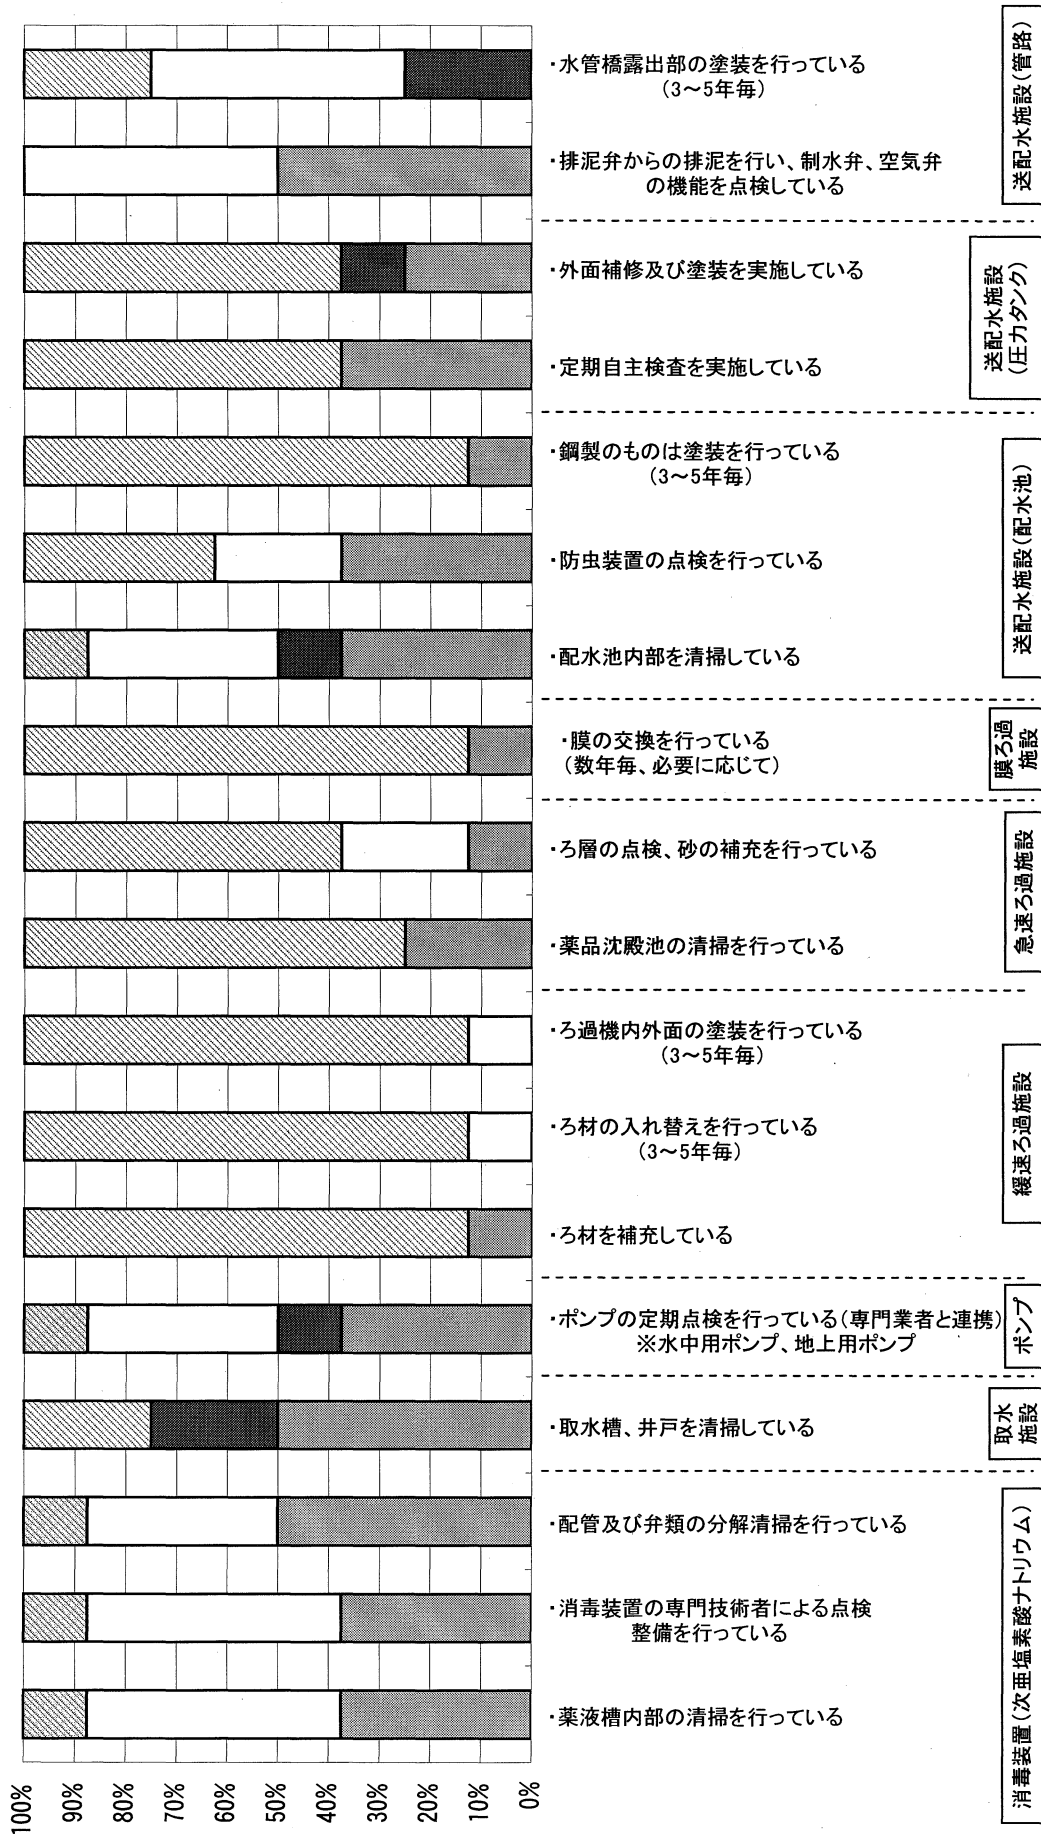 ・水管橋露出部の塗装を行っている
(3～5年毎)
送配水施設(管路)
・排泥弁からの排泥を行い、制水弁、空気弁
の機能を点検している
・外面補修及び塗装を実施している
送配水施設
(圧力タンク)
・定期自主検査を実施している
・鋼製のものは塗装を行っている
(3～5年毎)
送配水施設(配水池)
・防虫装置の点検を行っている
・配水池内部を清掃している
・膜の交換を行っている
(数年毎、必要に応じて)
膜ろ過
施設
・ろ層の点検、砂の補充を行っている
急速ろ過施設
・薬品沈殿池の清掃を行っている
・ろ過機内外面の塗装を行っている
(3～5年毎)
緩速ろ過施設
・ろ材の入れ替えを行っている
(3～5年毎)
・ろ材を補充している
・ポンプの定期点検を行っている(専門業者と連携)
※水中用ポンプ、地上用ポンプ
ポンプ
・取水槽、井戸を清掃している
取水
施設
・配管及び弁類の分解清掃を行っている
消毒装置(次亜塩素酸ナトリウム)
・消毒装置の専門技術者による点検
整備を行っている
・薬液槽内部の清掃を行っている
100%
90%
80%
70%
60%
50%
40%
30%
20%
10%
0%